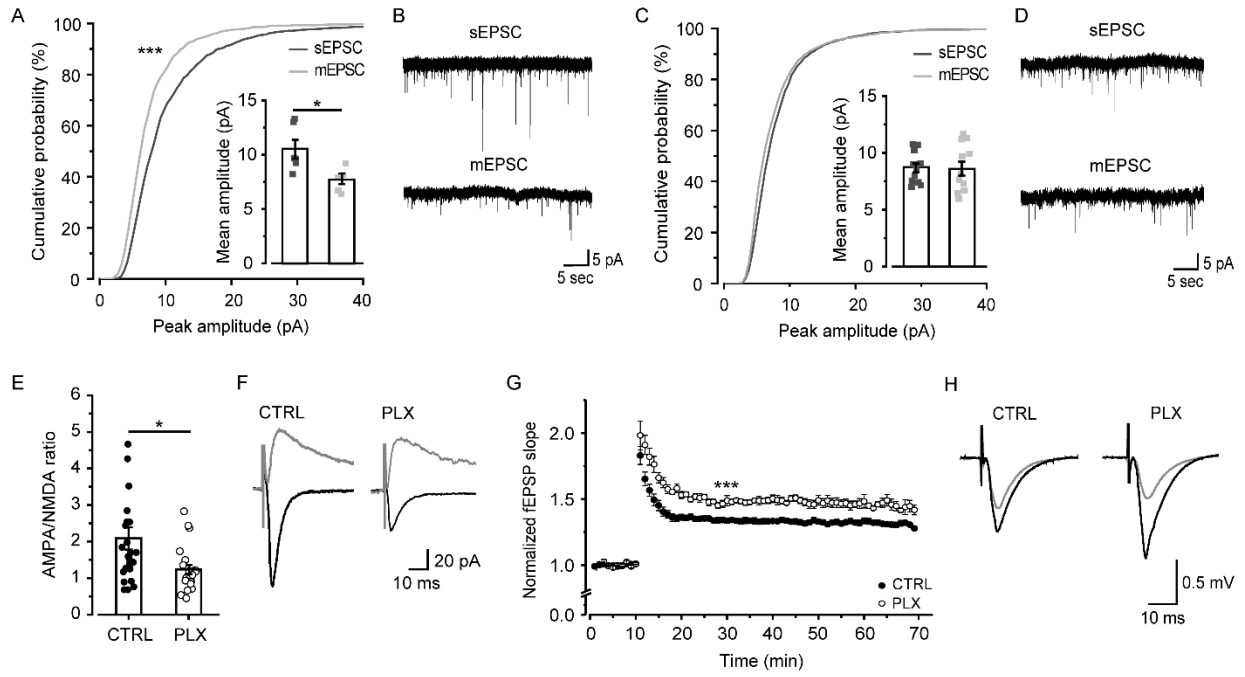 A
100
80
60
40
20
0
Cumulative probability (%)
***
sEPSC
mEPSC
15
10
5
0
Mean amplitude (pA)
*
0 10 20 30 40
Peak amplitude (pA)
B
sEPSC
mEPSC
5 pA
5 sec
C
100
80
60
40
20
0
Cumulative probability (%)
sEPSC
mEPSC
15
10
5
0
Mean amplitude (pA)
0 10 20 30 40
Peak amplitude (pA)
D
sEPSC
mEPSC
5 pA
5 sec
E
6
5
4
3
2
1
0
AMPA/NMDA ratio
*
CTRL PLX
F
CTRL PLX
20 pA
10 ms
G
2.0
1.5
1.0
0.0
Normalized fEPSP slope
***
CTRL
PLX
0 10 20 30 40 50 60 70
Time (min)
H
CTRL PLX
0.5 mV
10 ms